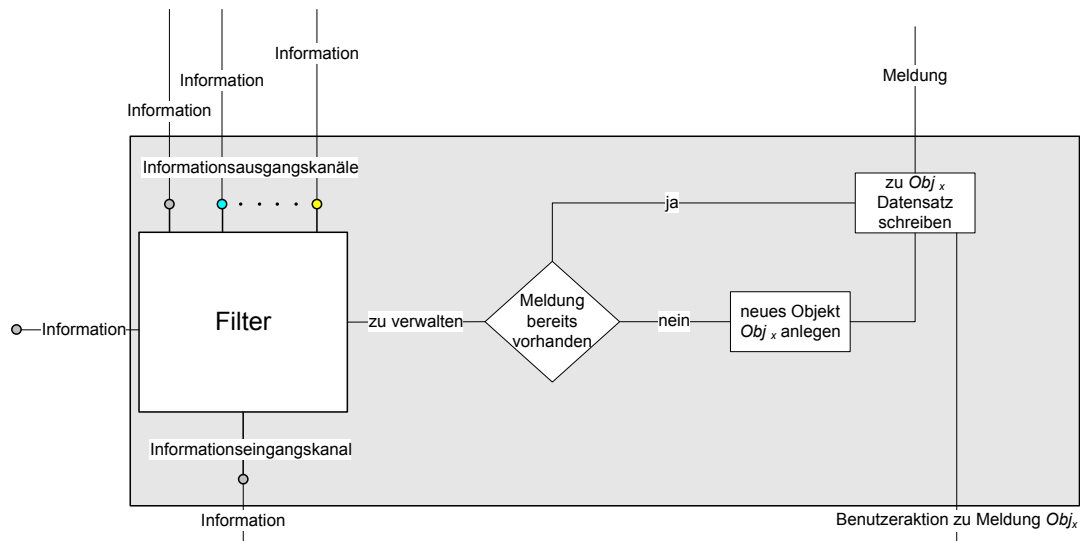 Information
Information
Information
Meldung
Informationsausgangskanäle
ja
zu Obj x
Datensatz
schreiben
Filter
Information
zu verwalten
Meldung
bereits
vorhanden
nein
neues Objekt
Obj x anlegen
Informationseingangskanal
Information
Benutzeraktion zu Meldung Objx